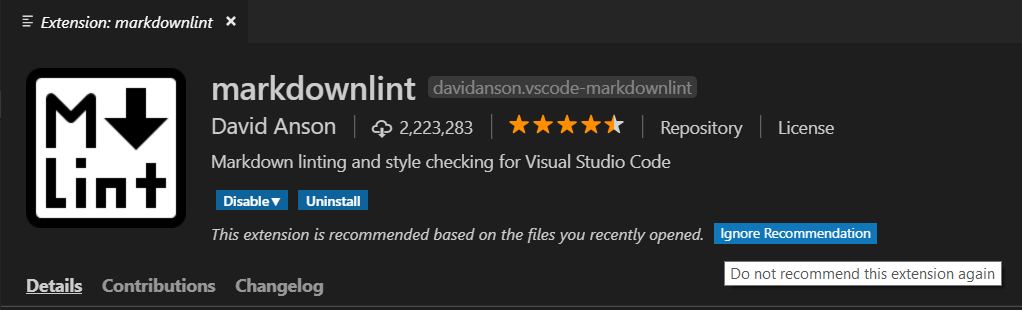 Extension: markdownlint ×
M
Lint
markdownlint davidanson.vscode-markdownlint
David Anson 2,223,283 Repository License
Markdown linting and style checking for Visual Studio Code
Disable▾ Uninstall
This extension is recommended based on the files you recently opened. Ignore Recommendation
Do not recommend this extension again
Details Contributions Changelog